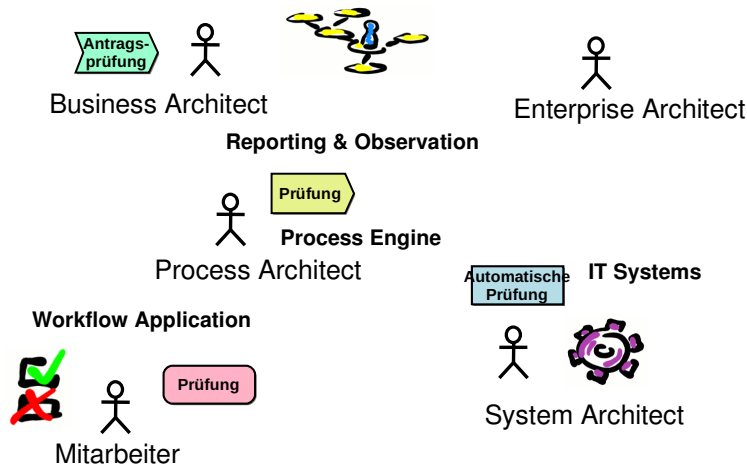 Antrags-
prüfung
Business Architect
Enterprise Architect
Reporting & Observation
Prüfung
Process Engine
Process Architect
Automatische
Prüfung
IT Systems
Workflow Application
Prüfung
System Architect
Mitarbeiter